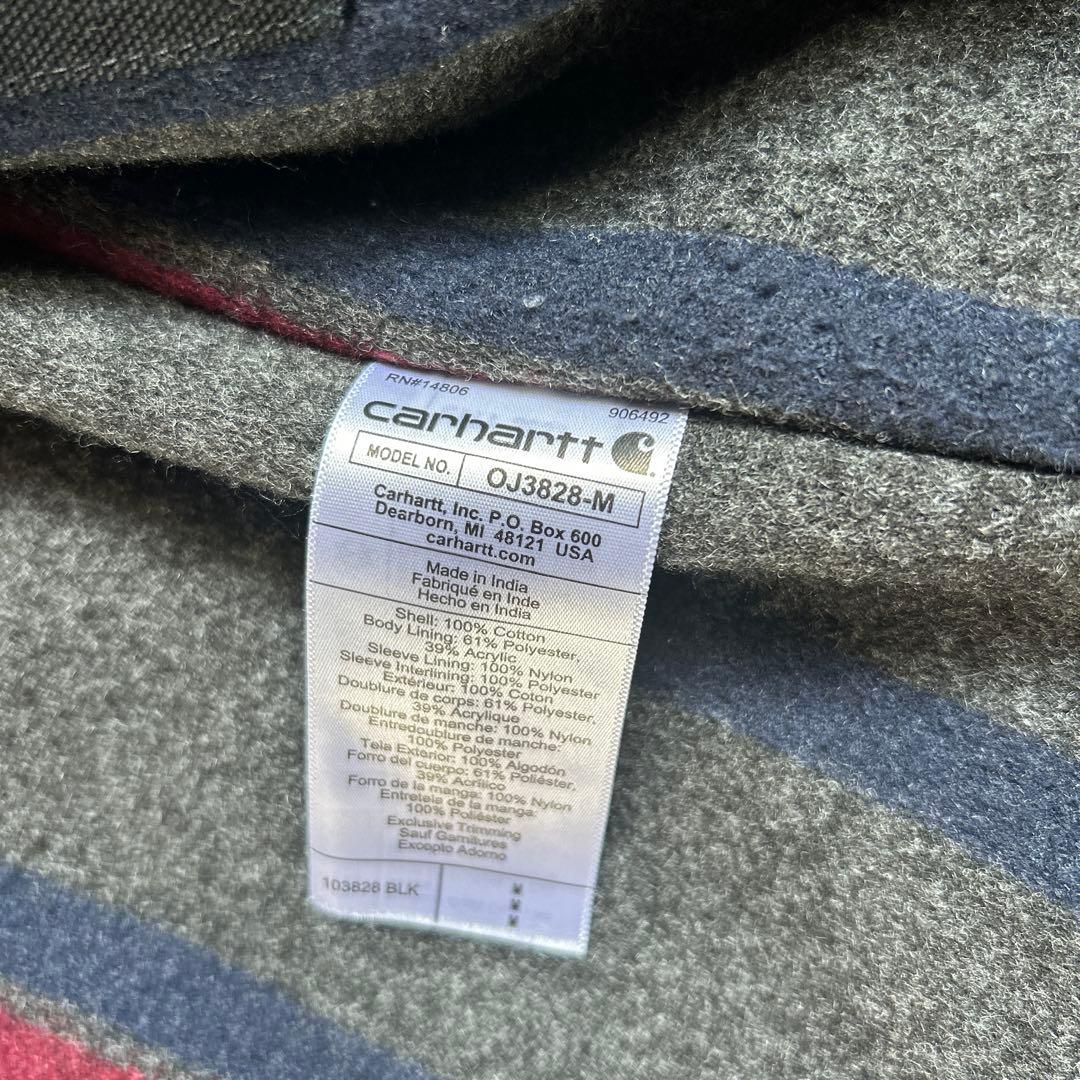 RN#14806
906492
carhartt
MODEL NO. OJ3828-M
Carhartt, Inc. P.O. Box 600
Dearborn, MI 48121 USA
carhartt.com
Made in India
Fabriqué en Inde
Hecho en India
Shell: 100% Cotton
Body Lining: 61% Polyester,
39% Acrylic
Sleeve Lining: 100% Nylon
Sleeve Interlining: 100% Polyester
Extérieur: 100% Coton
Doublure de corps: 61% Polyester,
39% Acrylique
Doublure de manche: 100% Nylon
Entredoublure de manche:
100% Polyester
Tela Exterior: 100% Algodón
Forro del cuerpo: 61% Poliéster,
39% Acrílico
Forro de la manga: 100% Nylon
Entretela de la manga:
100% Poliéster
Exclusive Trimming
Sauf Garnitures
Excepto Adorno
103828 BLK